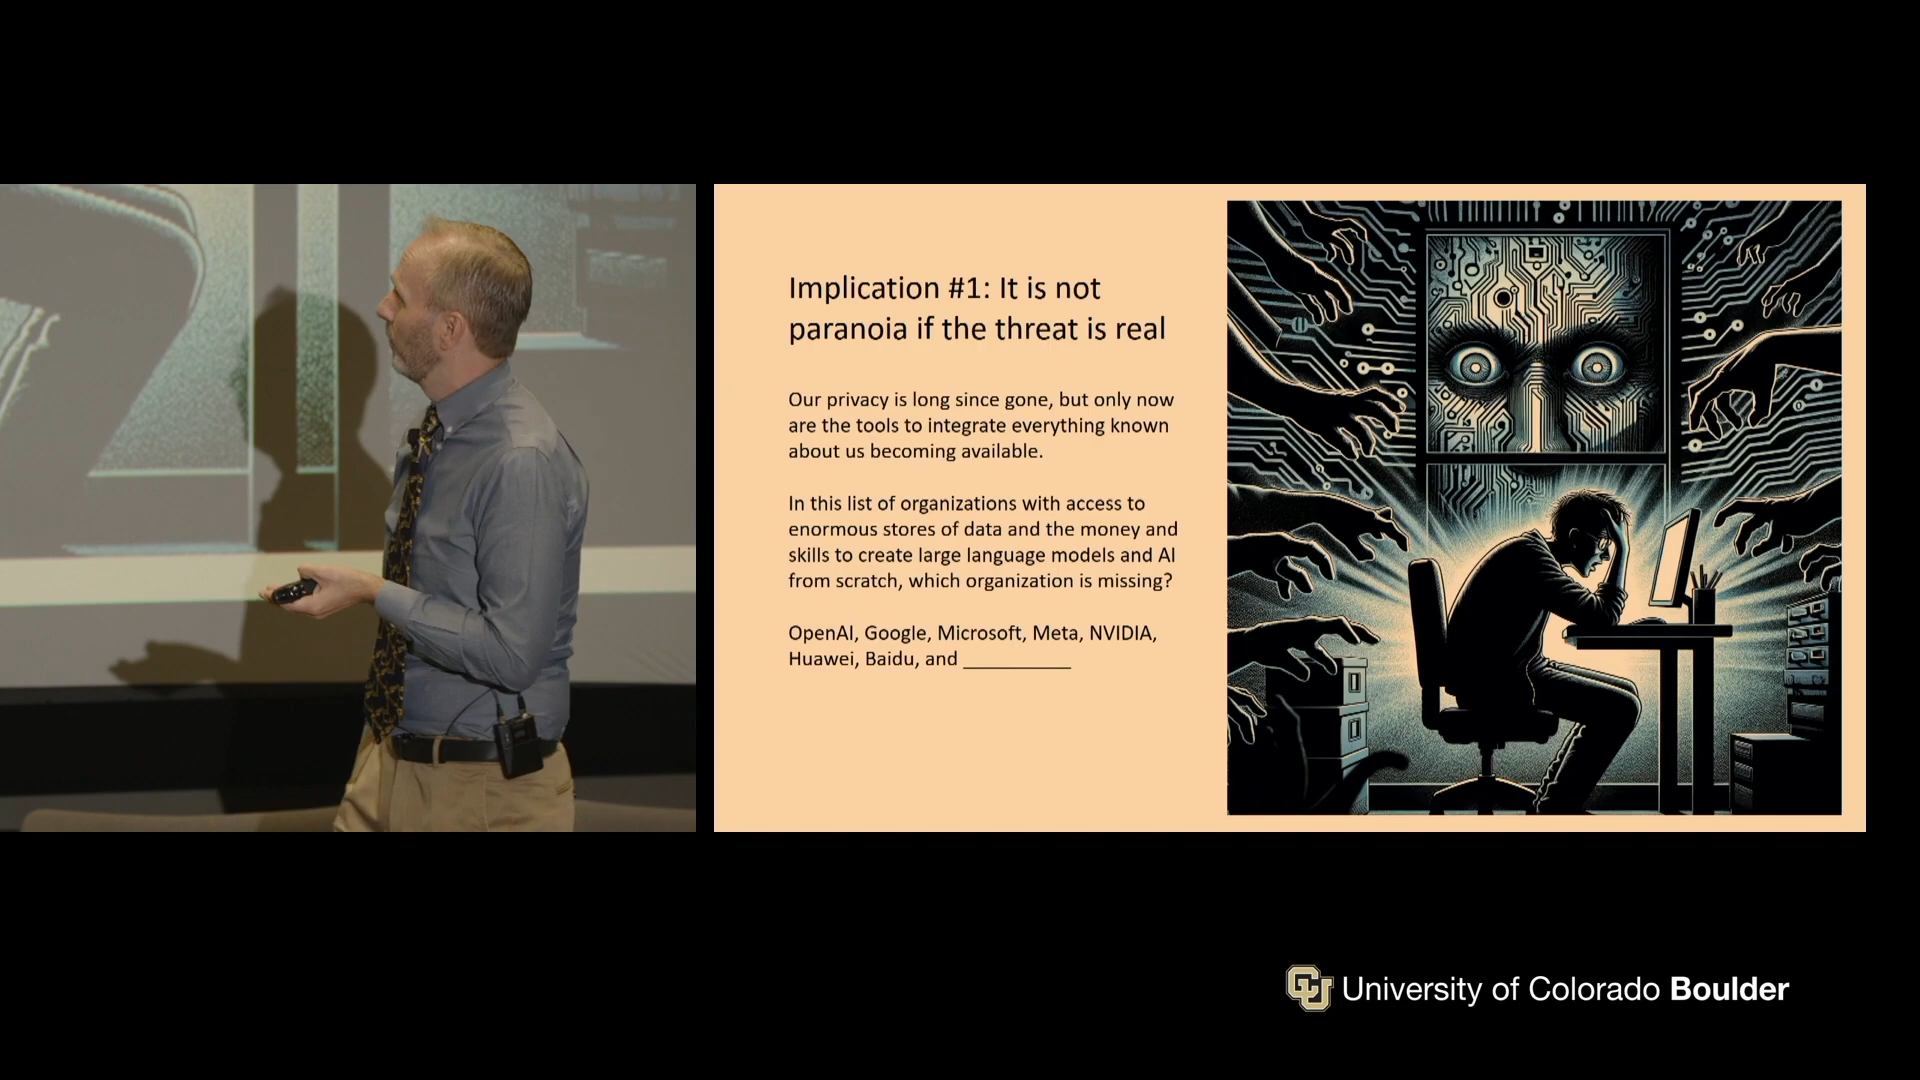 Implication #1: It is not
paranoia if the threat is real
Our privacy is long since gone, but only now
are the tools to integrate everything known
about us becoming available.
In this list of organizations with access to
enormous stores of data and the money and
skills to create large language models and AI
from scratch, which organization is missing?
OpenAI, Google, Microsoft, Meta, NVIDIA,
Huawei, Baidu, and __________
CU University of Colorado Boulder